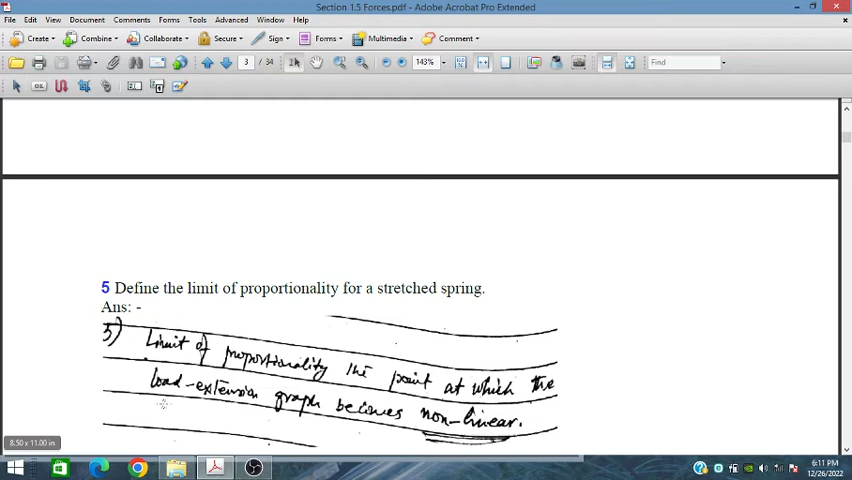 Section 1.5 Forces.pdf - Adobe Acrobat Pro Extended
File Edit View Document Comments Forms Tools Advanced Window Help
Create Combine Collaborate Secure Sign Forms Multimedia Comment
3 / 34 143% Find
5 Define the limit of proportionality for a stretched spring.
Ans: -
5) Limit of proportionality the point at which the
load-extension graph becomes non-linear.
8.50 x 11.00 in
6:11 PM
12/26/2022